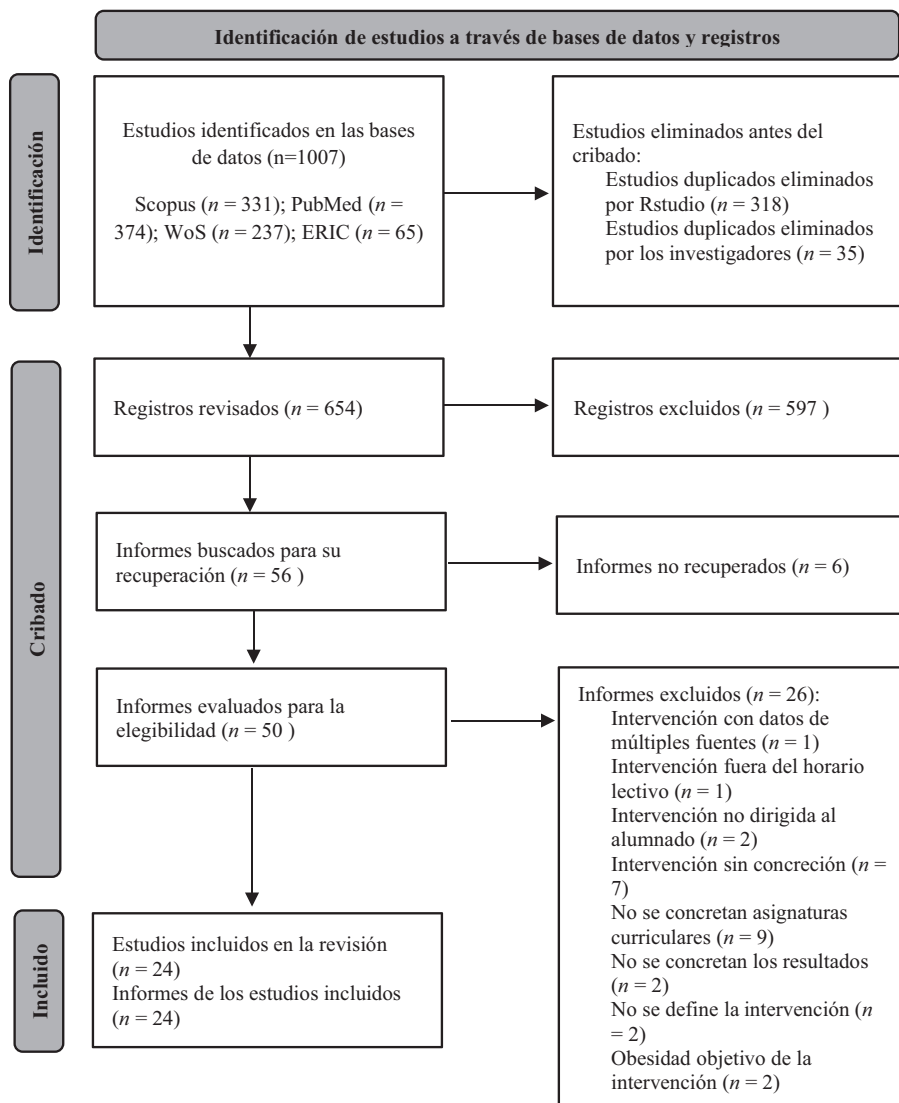 Identificación de estudios a través de bases de datos y registros
Identificación
Estudios identificados en las bases
de datos (n=1007)
Scopus (n = 331); PubMed (n =
374); WoS (n = 237); ERIC (n = 65)
Estudios eliminados antes del
cribado:
Estudios duplicados eliminados
por Rstudio (n = 318)
Estudios duplicados eliminados
por los investigadores (n = 35)
Cribado
Registros revisados (n = 654)
Registros excluidos (n = 597 )
Informes buscados para su
recuperación (n = 56 )
Informes no recuperados (n = 6)
Informes evaluados para la
elegibilidad (n = 50 )
Informes excluidos (n = 26):
Intervención con datos de
múltiples fuentes (n = 1)
Intervención fuera del horario
lectivo (n = 1)
Intervención no dirigida al
alumnado (n = 2)
Intervención sin concreción (n =
7)
No se concretan asignaturas
curriculares (n = 9)
No se concretan los resultados
(n = 2)
No se define la intervención (n
= 2)
Obesidad objetivo de la
intervención (n = 2)
Incluido
Estudios incluidos en la revisión
(n = 24)
Informes de los estudios incluidos
(n = 24)